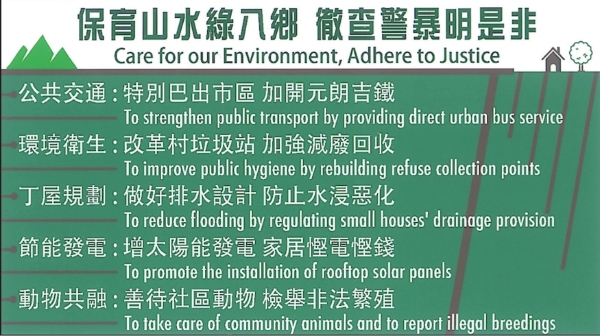 保育山水綠八鄉 徹查警暴明是非
Care for our Environment, Adhere to Justice
公共交通：特別巴出市區 加開元朗吉鐵
To strengthen public transport by providing direct urban bus service
環境衛生：改革村垃圾站 加強減廢回收
To improve public hygiene by rebuilding refuse collection points
丁屋規劃：做好排水設計 防止水浸惡化
To reduce flooding by regulating small houses' drainage provision
節能發電：增太陽能發電 家居慳電慳錢
To promote the installation of rooftop solar panels
動物共融：善待社區動物 檢舉非法繁殖
To take care of community animals and to report illegal breedings